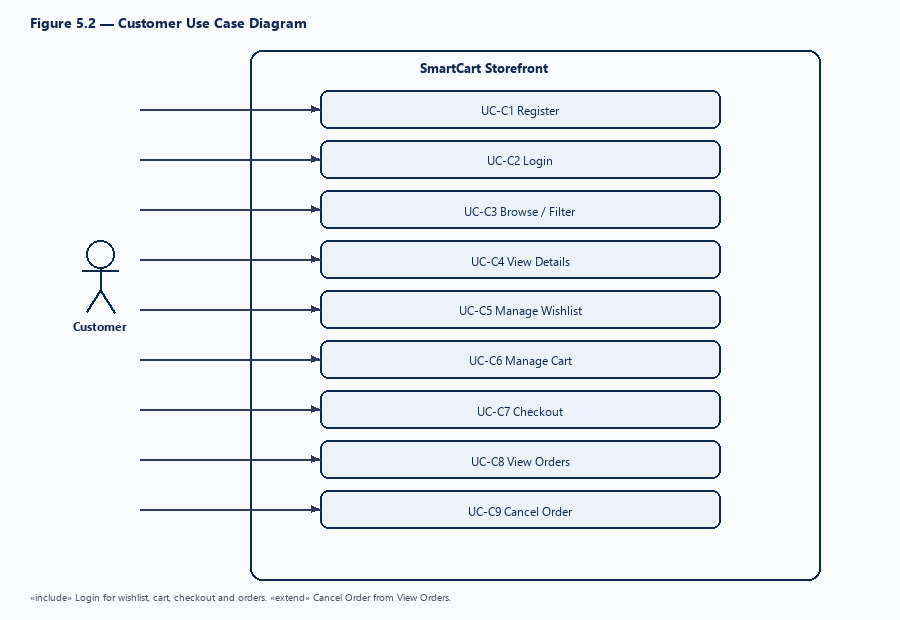 Figure 5.2 — Customer Use Case Diagram
SmartCart Storefront
UC-C1 Register
UC-C2 Login
UC-C3 Browse / Filter
UC-C4 View Details
UC-C5 Manage Wishlist
Customer
UC-C6 Manage Cart
UC-C7 Checkout
UC-C8 View Orders
UC-C9 Cancel Order
«include» Login for wishlist, cart, checkout and orders. «extend» Cancel Order from View Orders.